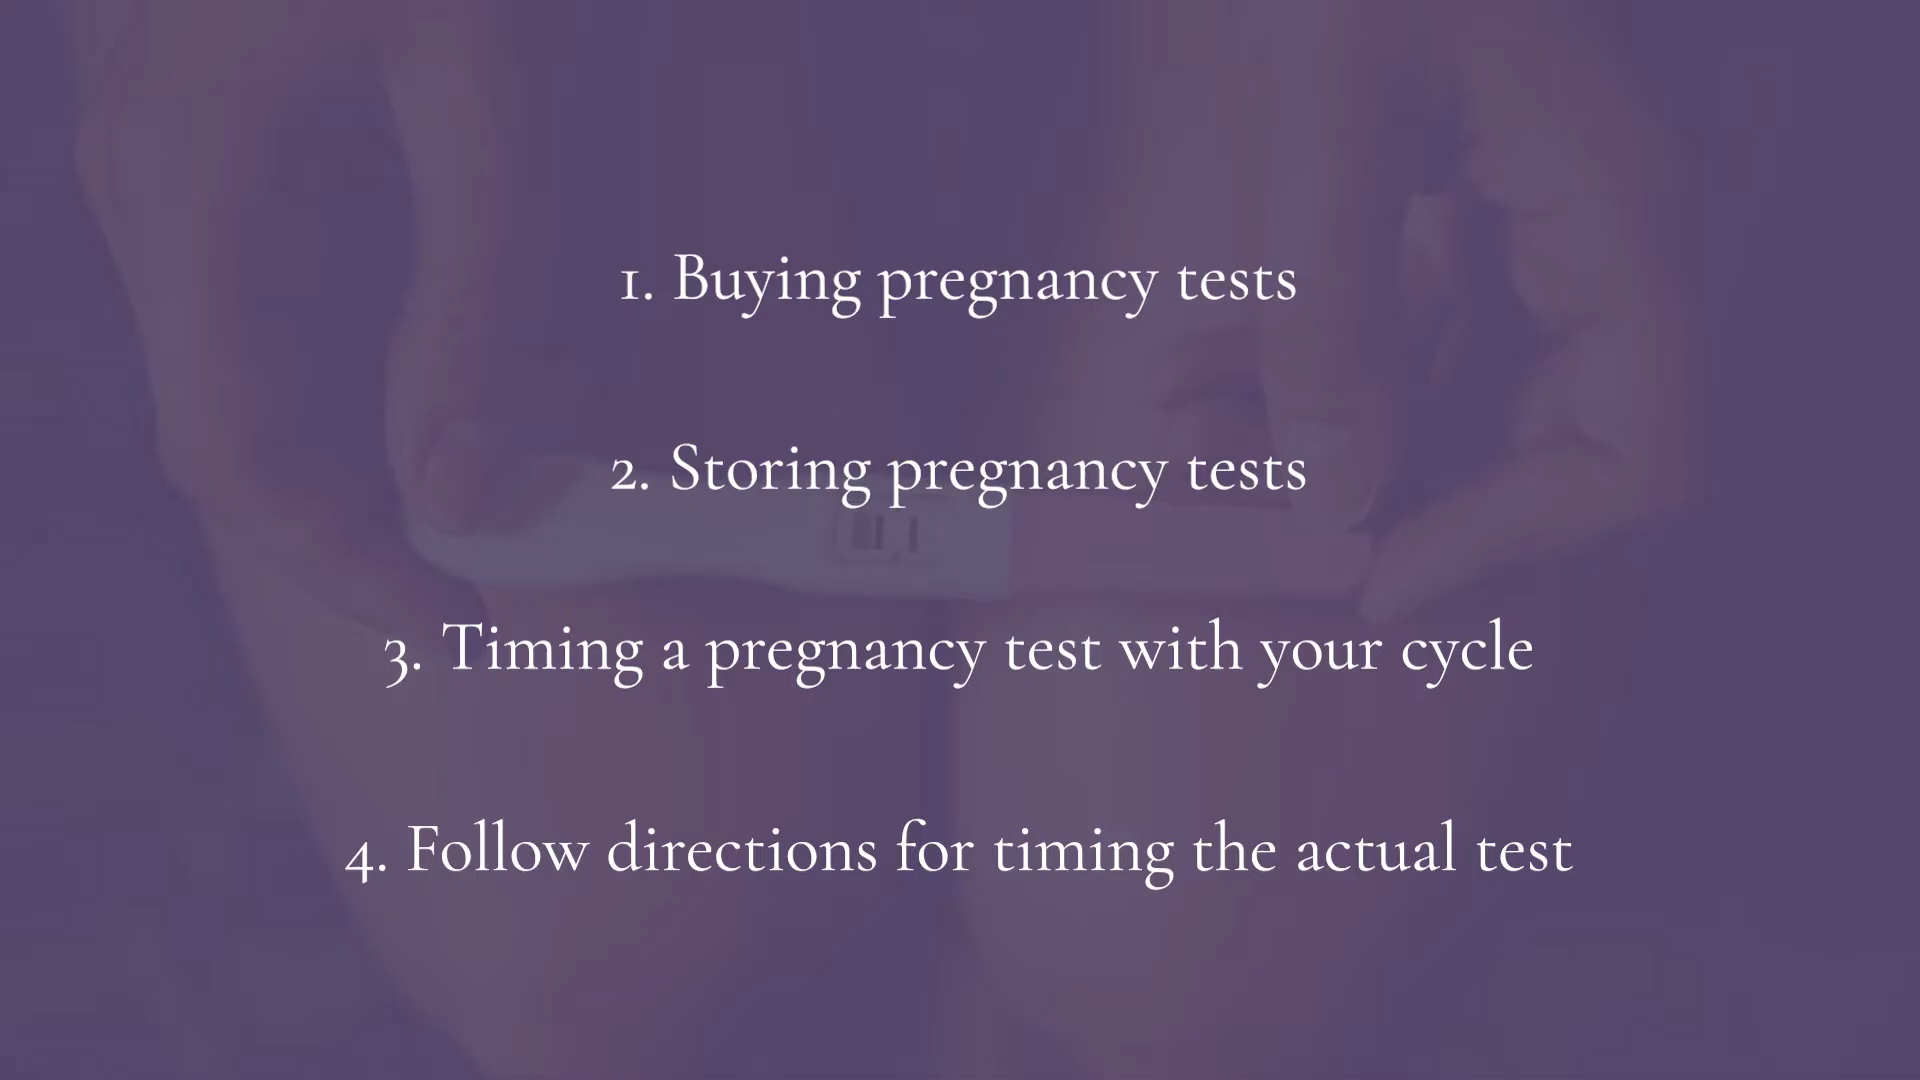 1. Buying pregnancy tests
2. Storing pregnancy tests
3. Timing a pregnancy test with your cycle
4. Follow directions for timing the actual test